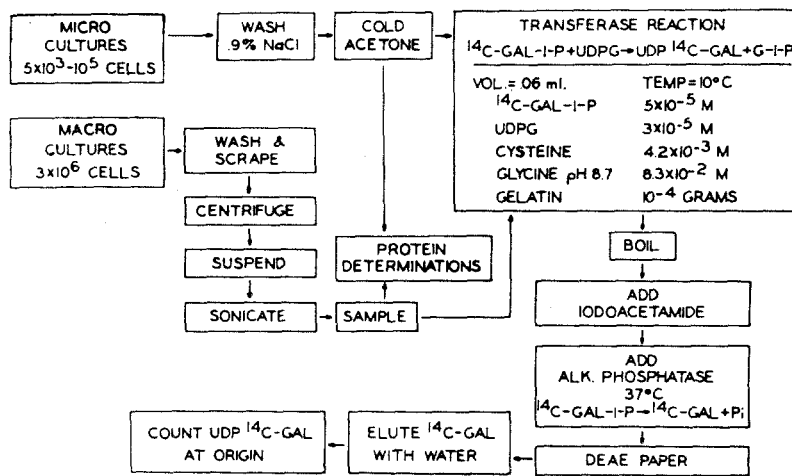 MICRO
CULTURES
5x10³-10⁵ CELLS
WASH
.9% NaCl
COLD
ACETONE
TRANSFERASE REACTION
¹⁴C-GAL-I-P+UDPG→UDP ¹⁴C-GAL+G-I-P
VOL.=.06 ml. TEMP=10°C
¹⁴C-GAL-I-P 5x10⁻⁵ M
UDPG 3x10⁻⁵ M
CYSTEINE 4.2x10⁻³ M
GLYCINE pH 8.7 8.3x10⁻² M
GELATIN 10⁻⁴ GRAMS
MACRO
CULTURES
3x10⁶ CELLS
WASH &
SCRAPE
CENTRIFUGE
SUSPEND
SONICATE
SAMPLE
PROTEIN
DETERMINATIONS
BOIL
ADD
IODOACETAMIDE
ADD
ALK. PHOSPHATASE
37°C
¹⁴C-GAL-I-P→¹⁴C-GAL+Pi
DEAE PAPER
ELUTE ¹⁴C-GAL
WITH WATER
COUNT UDP ¹⁴C-GAL
AT ORIGIN